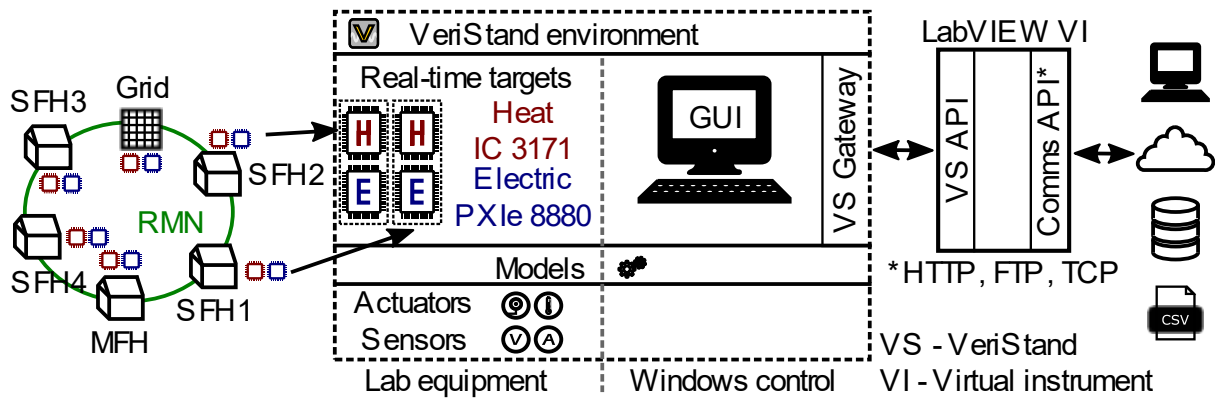 VeriStand environment
Real-time targets
H H
E E
Heat
IC 3171
Electric
PXIe 8880
GUI
VS Gateway
Models
Actuators
Sensors
V A
Lab equipment
Windows control
SFH3
Grid
SFH2
RMN
SFH4
SFH1
MFH
LabVIEW VI
VS API
Comms API*
*HTTP, FTP, TCP
CSV
VS - VeriStand
VI - Virtual instrument